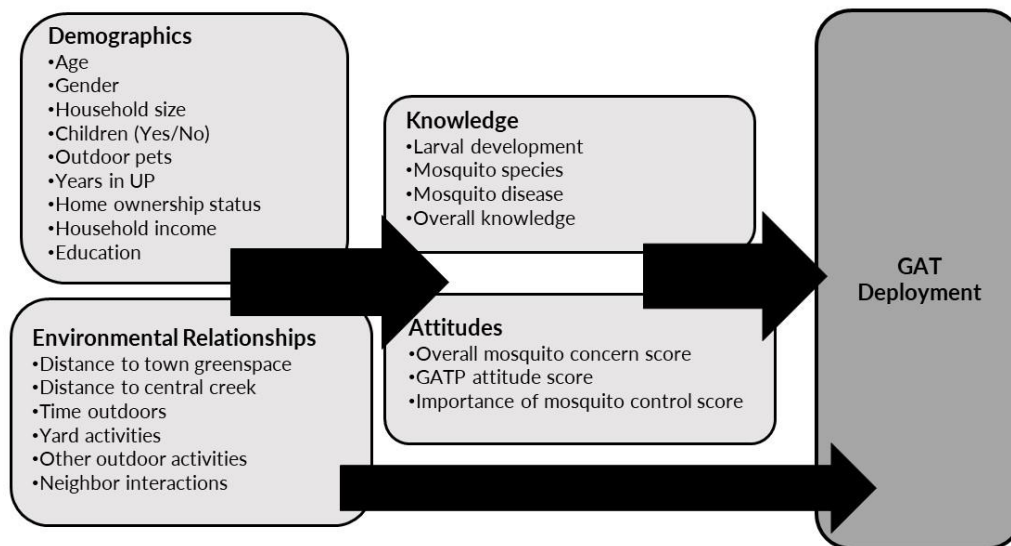 Demographics
•Age
•Gender
•Household size
•Children (Yes/No)
•Outdoor pets
•Years in UP
•Home ownership status
•Household income
•Education
Environmental Relationships
•Distance to town greenspace
•Distance to central creek
•Time outdoors
•Yard activities
•Other outdoor activities
•Neighbor interactions
Knowledge
•Larval development
•Mosquito species
•Mosquito disease
•Overall knowledge
Attitudes
•Overall mosquito concern score
•GATP attitude score
•Importance of mosquito control score
GAT
Deployment